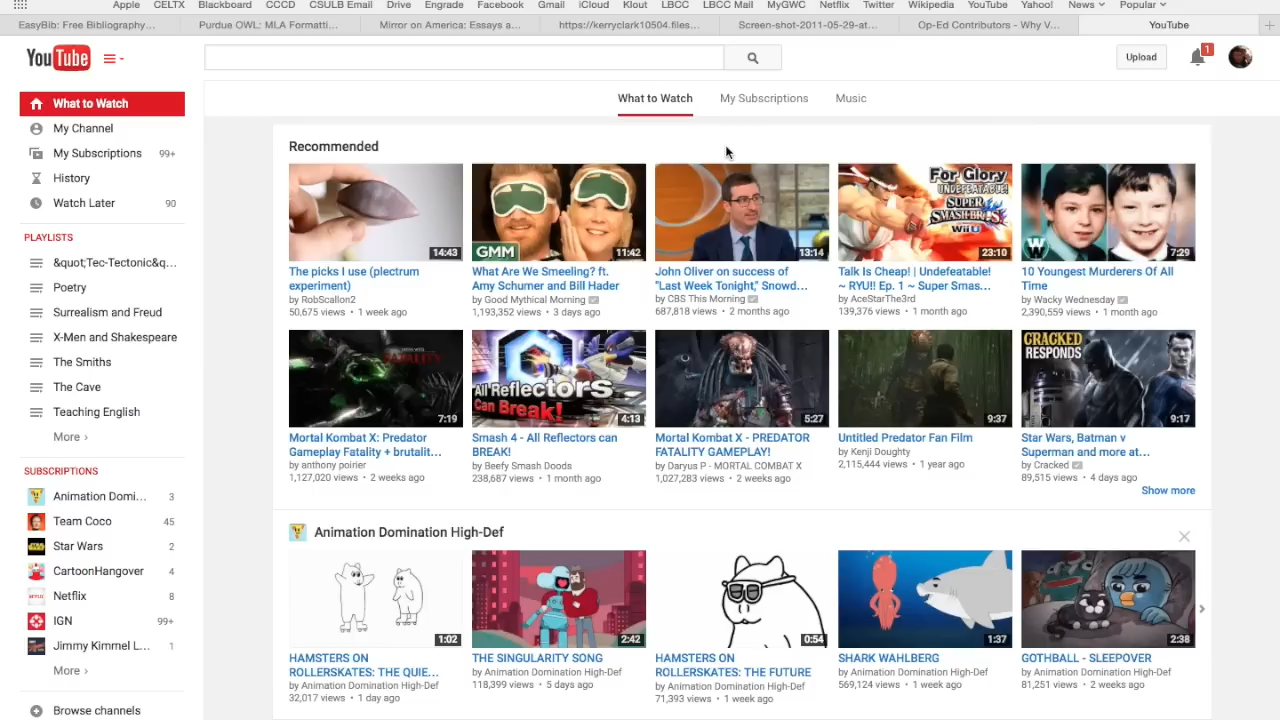 Apple CELTX Blackboard CCCD CSULB Email Drive Engrade Facebook Gmail iCloud Klout LBCC LBCC Mail MyGWC Netflix Twitter Wikipedia YouTube Yahoo! News Popular
EasyBib: Free Bibliography... Purdue OWL: MLA Formatti... Mirror on America: Essays a... https://kerryclark10504.files... Screen-shot-2011-05-29-at... Op-Ed Contributors - Why V... YouTube
YouTube
Upload
1
What to Watch My Subscriptions Music
What to Watch
My Channel
My Subscriptions 99+
History
Watch Later 90
PLAYLISTS
&quot;Tec-Tectonic&q...
Poetry
Surrealism and Freud
X-Men and Shakespeare
The Smiths
The Cave
Teaching English
More ›
SUBSCRIPTIONS
Animation Domi... 3
Team Coco 45
Star Wars 2
CartoonHangover 4
Netflix 8
IGN 99+
Jimmy Kimmel L... 1
More ›
Browse channels
Recommended
14:43
The picks I use (plectrum
experiment)
by RobScallon2
50,675 views • 1 week ago
GMM
11:42
What Are We Smeeling? ft.
Amy Schumer and Bill Hader
by Good Mythical Morning
1,193,352 views • 3 days ago
13:14
John Oliver on success of
"Last Week Tonight," Snowd...
by CBS This Morning
687,818 views • 2 months ago
For Glory
UNDEFEATABLE!
SUPER
SMASH BROS
Wii U
23:10
Talk Is Cheap! | Undefeatable!
~ RYU!! Ep. 1 ~ Super Smas...
by AceStarThe3rd
139,376 views • 1 month ago
W
7:29
10 Youngest Murderers Of All
Time
by Wacky Wednesday
2,390,559 views • 1 month ago
FATALITY
7:19
Mortal Kombat X: Predator
Gameplay Fatality + brutalit...
by anthony poirier
1,127,020 views • 2 weeks ago
All Reflectors
Can Break!
4:13
Smash 4 - All Reflectors can
BREAK!
by Beefy Smash Doods
238,687 views • 1 month ago
5:27
Mortal Kombat X - PREDATOR
FATALITY GAMEPLAY!
by Daryus P - MORTAL COMBAT X
1,027,283 views • 2 weeks ago
9:37
Untitled Predator Fan Film
by Kenji Doughty
2,115,444 views • 1 year ago
CRACKED
RESPONDS
9:17
Star Wars, Batman v
Superman and more at...
by Cracked
89,515 views • 4 days ago
Show more
Animation Domination High-Def
1:02
HAMSTERS ON
ROLLERSKATES: THE QUIE...
by Animation Domination High-Def
32,017 views • 1 day ago
2:42
THE SINGULARITY SONG
by Animation Domination High-Def
118,399 views • 5 days ago
0:54
HAMSTERS ON
ROLLERSKATES: THE FUTURE
by Animation Domination High-Def
71,393 views • 1 week ago
1:37
SHARK WAHLBERG
by Animation Domination High-Def
569,124 views • 1 week ago
2:38
GOTHBALL - SLEEPOVER
by Animation Domination High-Def
81,251 views • 2 weeks ago